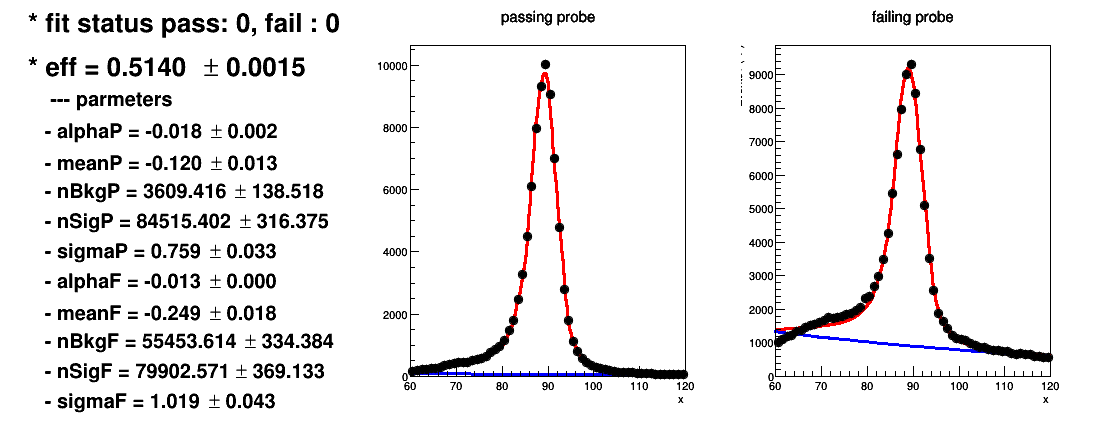 * fit status pass: 0, fail : 0
* eff = 0.5140 ± 0.0015
--- parmeters
- alphaP = -0.018 ± 0.002
- meanP = -0.120 ± 0.013
- nBkgP = 3609.416 ± 138.518
- nSigP = 84515.402 ± 316.375
- sigmaP = 0.759 ± 0.033
- alphaF = -0.013 ± 0.000
- meanF = -0.249 ± 0.018
- nBkgF = 55453.614 ± 334.384
- nSigF = 79902.571 ± 369.133
- sigmaF = 1.019 ± 0.043
passing probe
10000
8000
6000
4000
2000
0
60 70 80 90 100 110 120
x
failing probe
9000
8000
7000
6000
5000
4000
3000
2000
1000
0
60 70 80 90 100 110 120
x